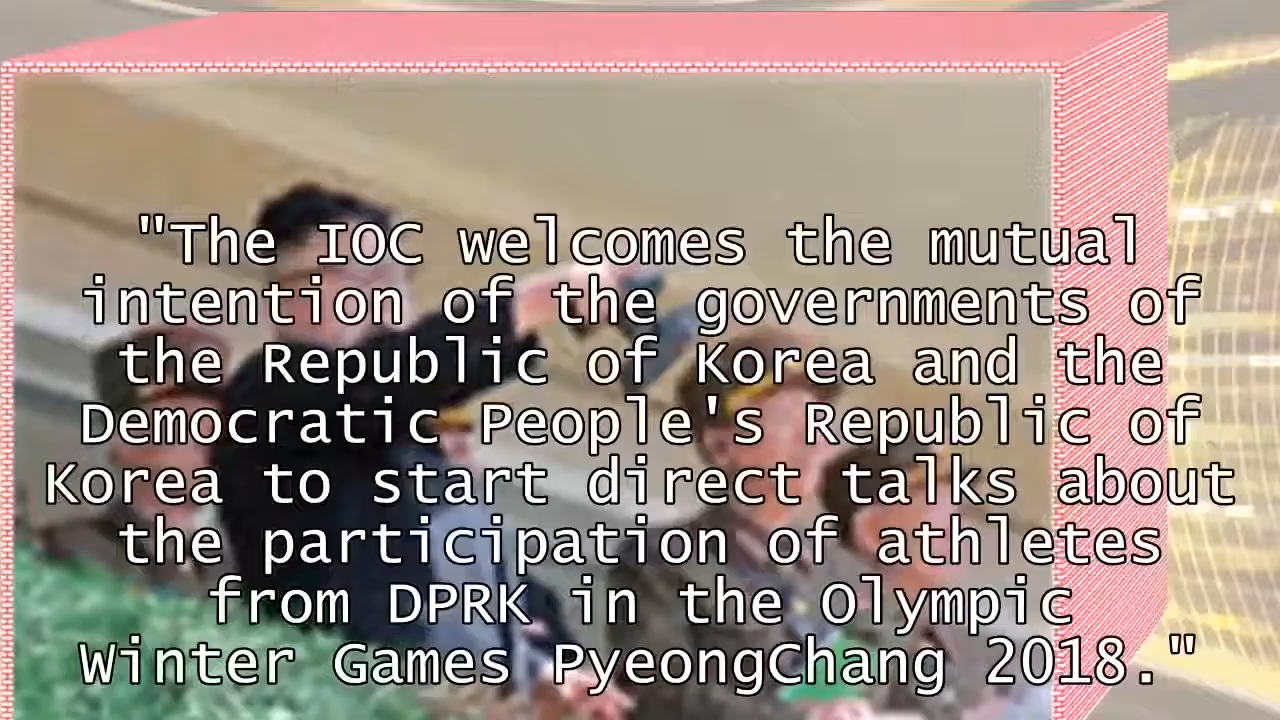 "The IOC welcomes the mutual
intention of the governments of
the Republic of Korea and the
Democratic People's Republic of
Korea to start direct talks about
the participation of athletes
from DPRK in the Olympic
Winter Games PyeongChang 2018."